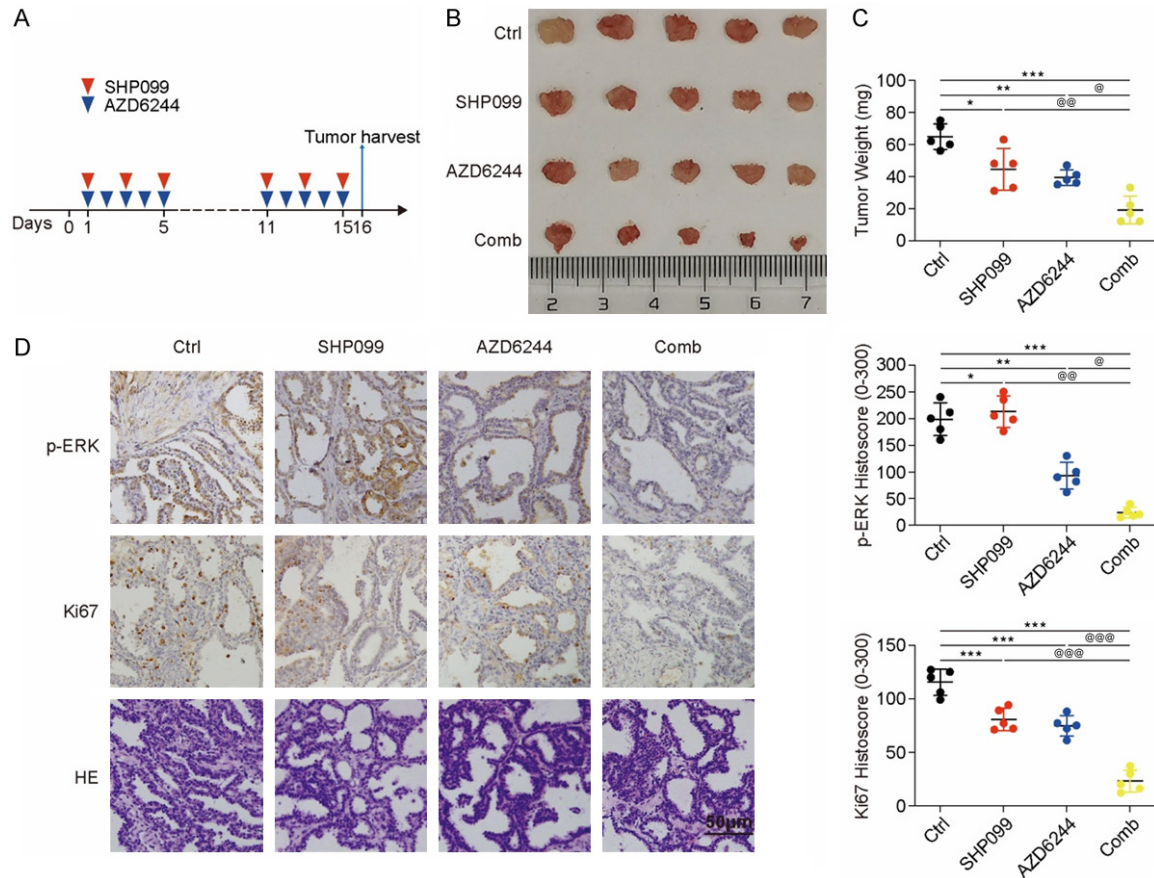 A
SHP099
AZD6244
Tumor harvest
Days 0 1 5 11 15 16
B
Ctrl
SHP099
AZD6244
Comb
2 3 4 5 6 7
C
***
** @
* @@
Tumor Weight (mg)
80
60
40
20
0
Ctrl
SHP099
AZD6244
Comb
D
Ctrl SHP099 AZD6244 Comb
p-ERK
Ki67
HE
50μm
***
** @
* @@
p-ERK Histoscore (0-300)
300
250
200
150
100
50
0
Ctrl
SHP099
AZD6244
Comb
***
*** @@@
*** @@@
Ki67 Histoscore (0-300)
150
100
50
0
Ctrl
SHP099
AZD6244
Comb